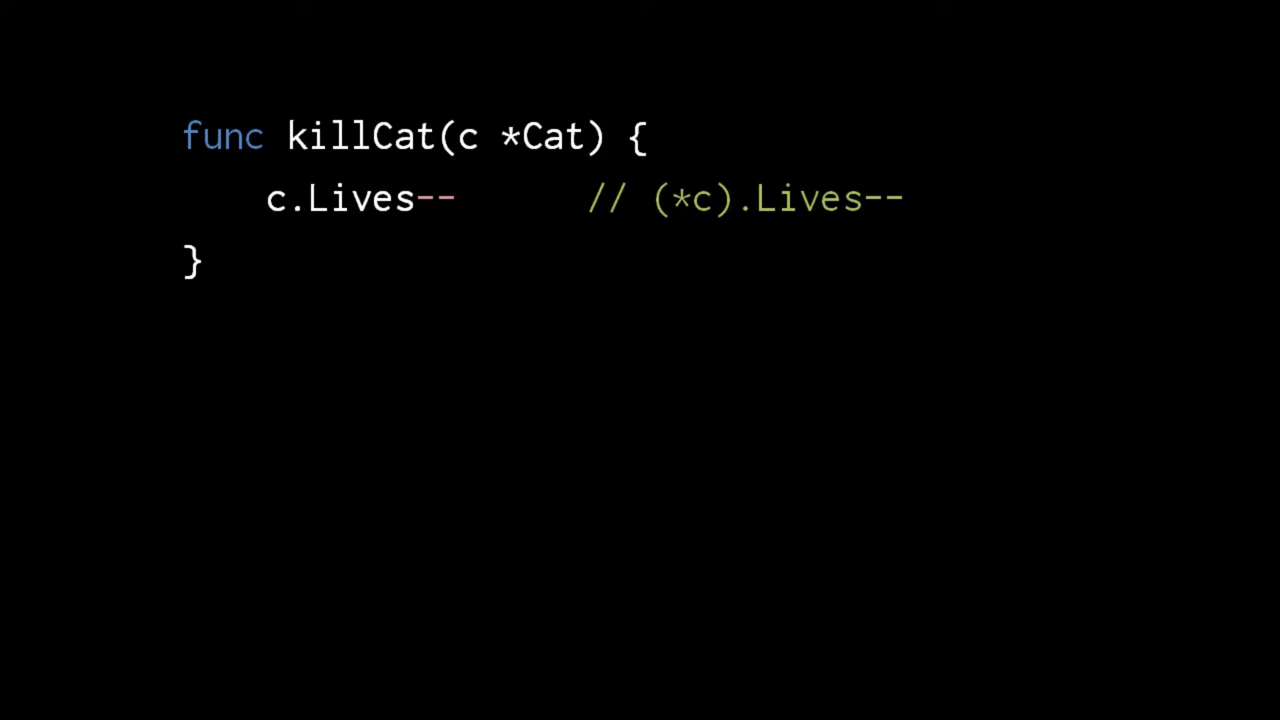 func killCat(c *Cat) {
c.Lives-- // (*c).Lives--
}